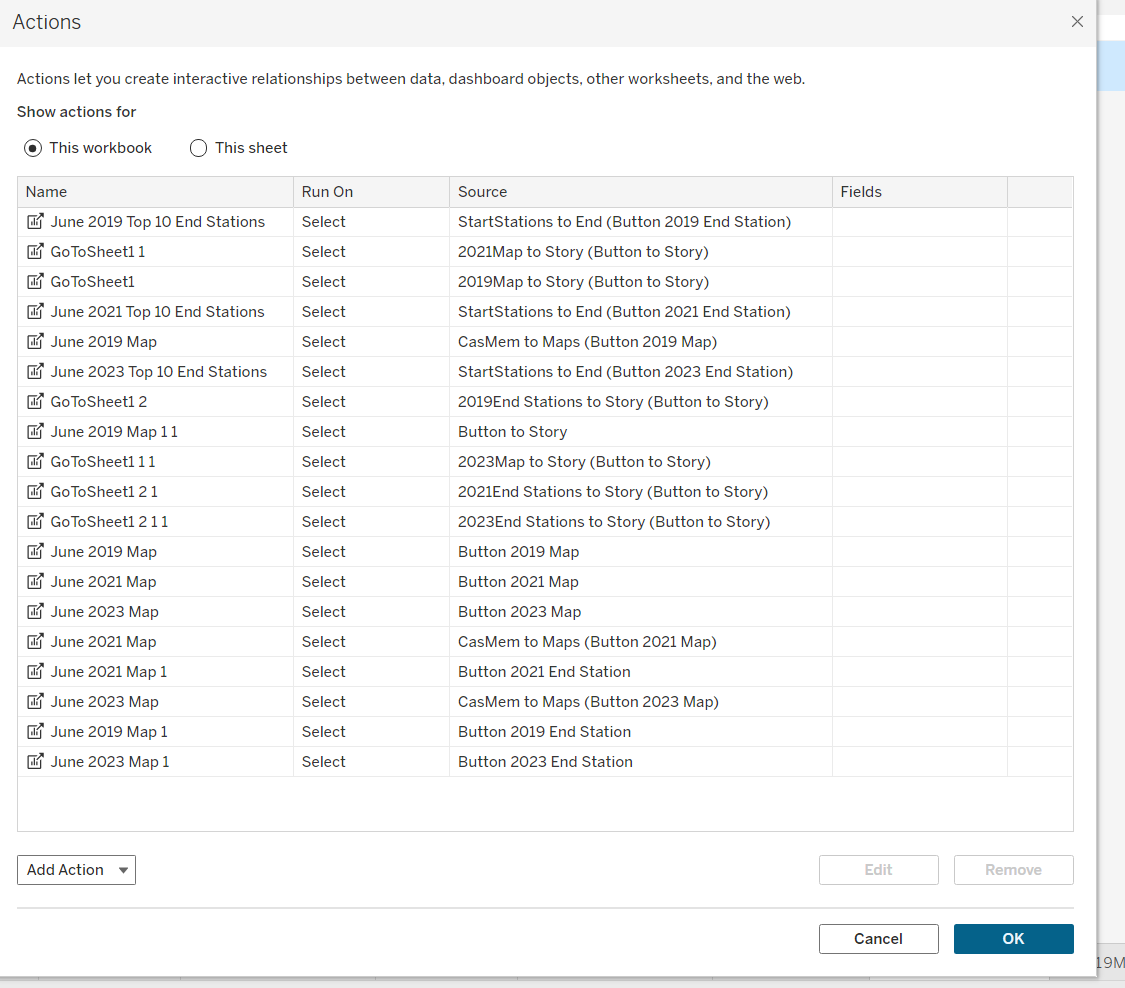 Actions
Actions let you create interactive relationships between data, dashboard objects, other worksheets, and the web.
Show actions for
This workbook This sheet
Name Run On Source Fields
June 2019 Top 10 End Stations Select StartStations to End (Button 2019 End Station)
GoToSheet1 1 Select 2021Map to Story (Button to Story)
GoToSheet1 Select 2019Map to Story (Button to Story)
June 2021 Top 10 End Stations Select StartStations to End (Button 2021 End Station)
June 2019 Map Select CasMem to Maps (Button 2019 Map)
June 2023 Top 10 End Stations Select StartStations to End (Button 2023 End Station)
GoToSheet1 2 Select 2019End Stations to Story (Button to Story)
June 2019 Map 1 1 Select Button to Story
GoToSheet1 1 1 Select 2023Map to Story (Button to Story)
GoToSheet1 2 1 Select 2021End Stations to Story (Button to Story)
GoToSheet1 2 1 1 Select 2023End Stations to Story (Button to Story)
June 2019 Map Select Button 2019 Map
June 2021 Map Select Button 2021 Map
June 2023 Map Select Button 2023 Map
June 2021 Map Select CasMem to Maps (Button 2021 Map)
June 2021 Map 1 Select Button 2021 End Station
June 2023 Map Select CasMem to Maps (Button 2023 Map)
June 2019 Map 1 Select Button 2019 End Station
June 2023 Map 1 Select Button 2023 End Station
Add Action Edit Remove
Cancel OK
19M